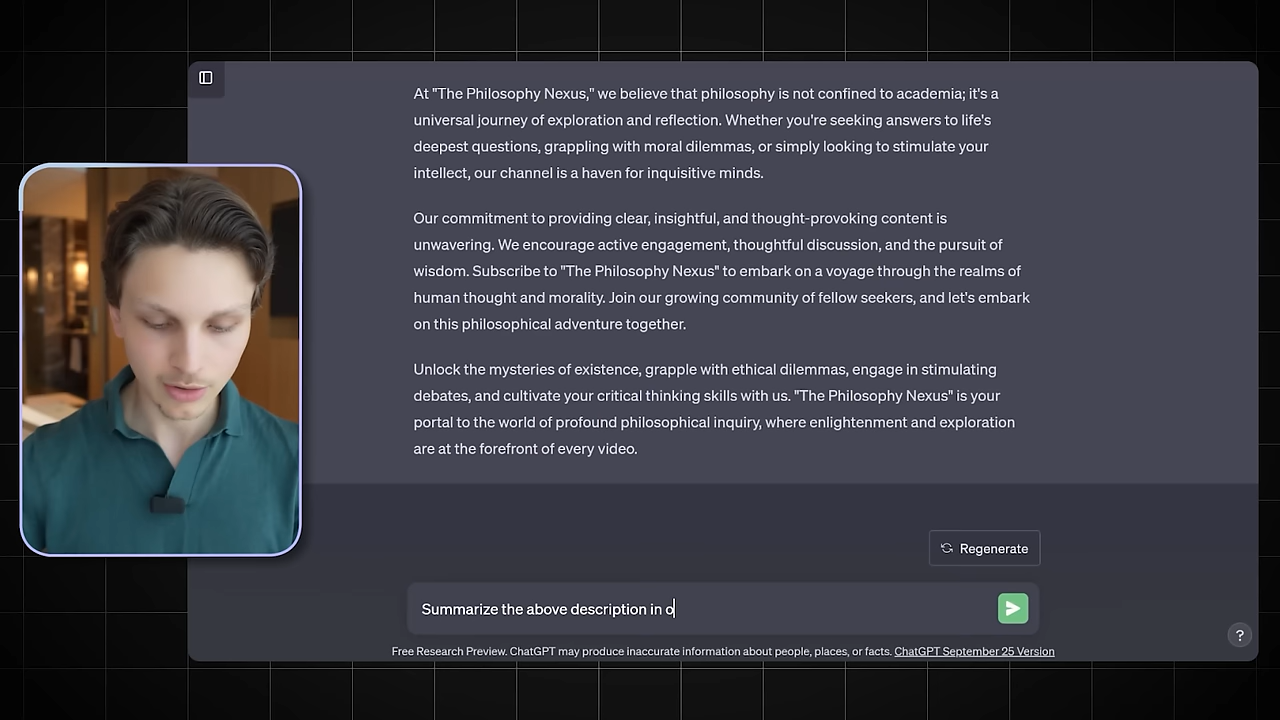 At "The Philosophy Nexus," we believe that philosophy is not confined to academia; it's a
universal journey of exploration and reflection. Whether you're seeking answers to life's
deepest questions, grappling with moral dilemmas, or simply looking to stimulate your
intellect, our channel is a haven for inquisitive minds.
Our commitment to providing clear, insightful, and thought-provoking content is
unwavering. We encourage active engagement, thoughtful discussion, and the pursuit of
wisdom. Subscribe to "The Philosophy Nexus" to embark on a voyage through the realms of
human thought and morality. Join our growing community of fellow seekers, and let's embark
on this philosophical adventure together.
Unlock the mysteries of existence, grapple with ethical dilemmas, engage in stimulating
debates, and cultivate your critical thinking skills with us. "The Philosophy Nexus" is your
portal to the world of profound philosophical inquiry, where enlightenment and exploration
are at the forefront of every video.
Regenerate
Summarize the above description in o
?
Free Research Preview. ChatGPT may produce inaccurate information about people, places, or facts. ChatGPT September 25 Version